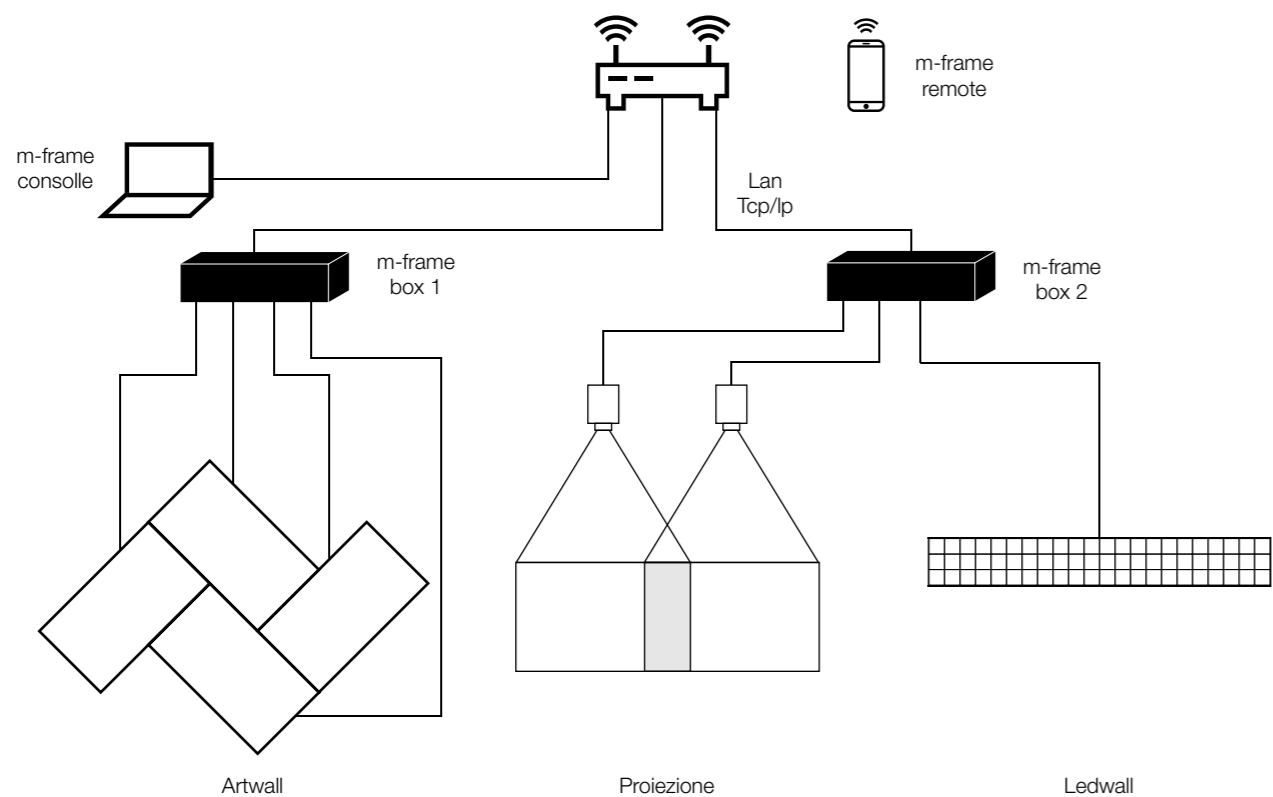 m-frame
remote
m-frame
consolle
Lan
Tcp/Ip
m-frame
box 1
m-frame
box 2
Artwall
Proiezione
Ledwall